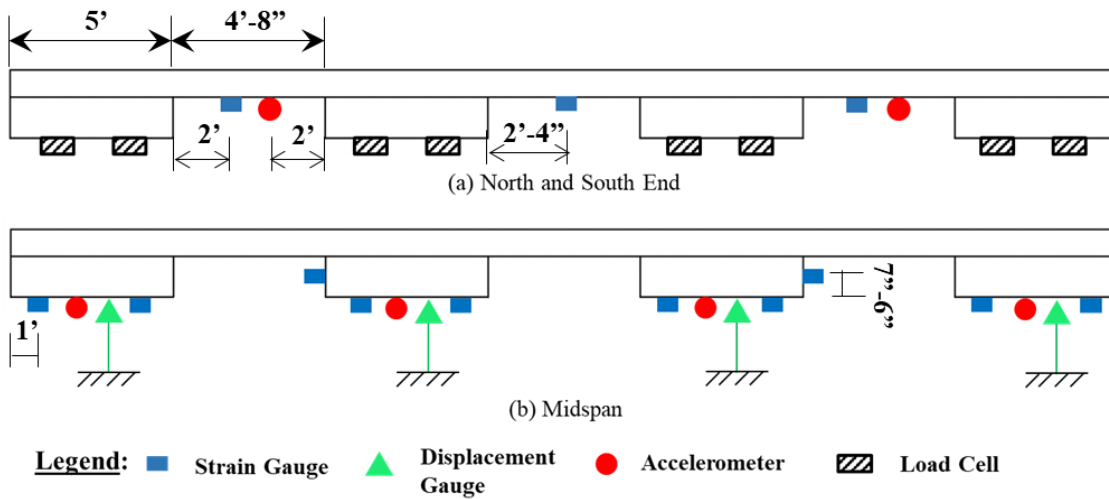 5’
4’-8”
2’
2’
2’-4”
(a) North and South End
7”-6”
1’
(b) Midspan
Legend:
Strain Gauge
Displacement
Gauge
Accelerometer
Load Cell